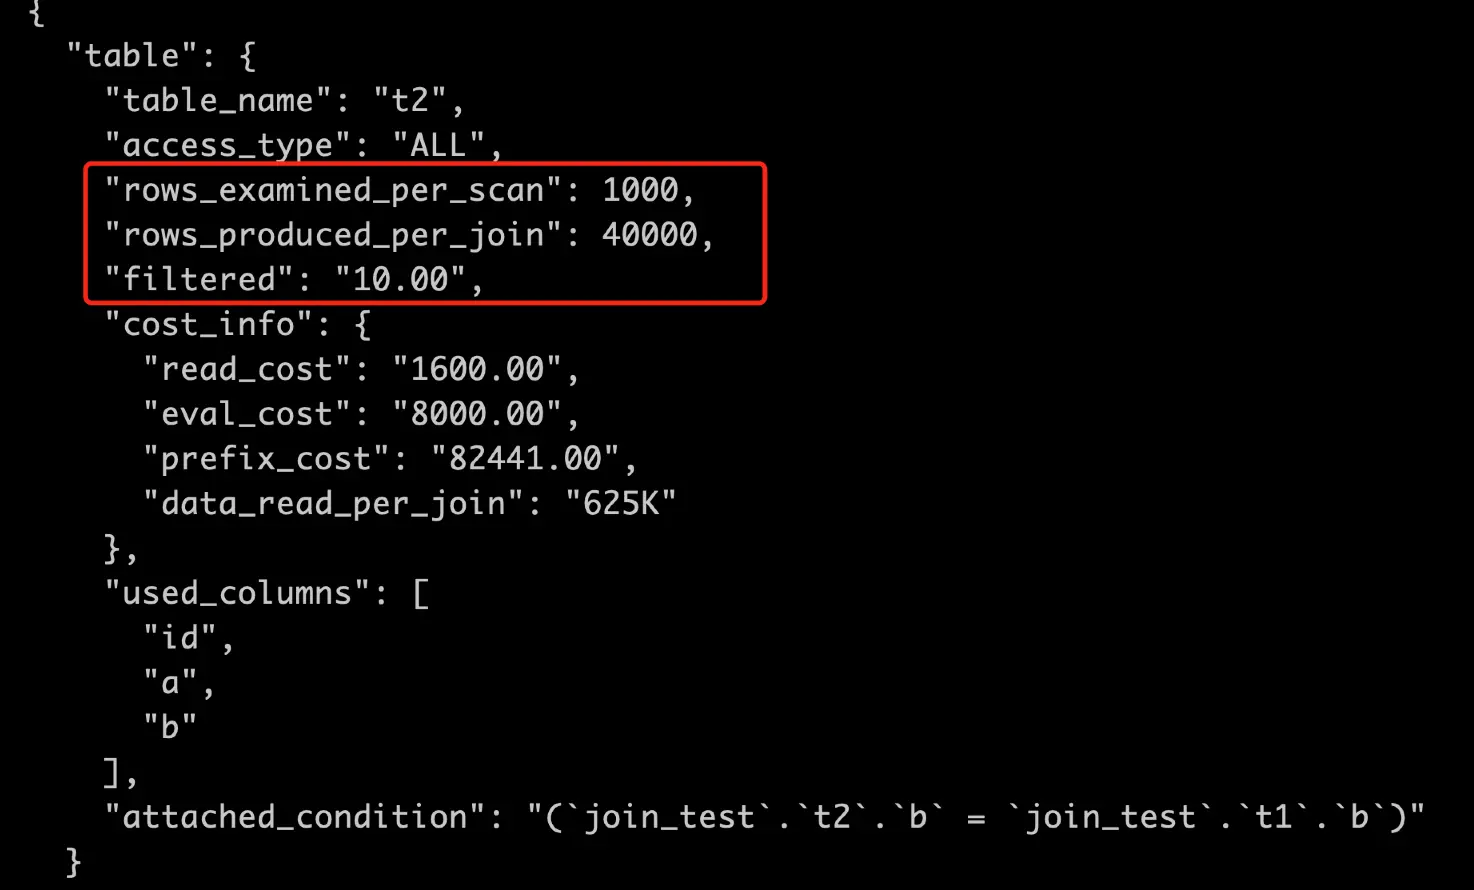 {
"table": {
"table_name": "t2",
"access_type": "ALL",
"rows_examined_per_scan": 1000,
"rows_produced_per_join": 40000,
"filtered": "10.00",
"cost_info": {
"read_cost": "1600.00",
"eval_cost": "8000.00",
"prefix_cost": "82441.00",
"data_read_per_join": "625K"
},
"used_columns": [
"id",
"a",
"b"
],
"attached_condition": "(`join_test`.`t2`.`b` = `join_test`.`t1`.`b`)"
}